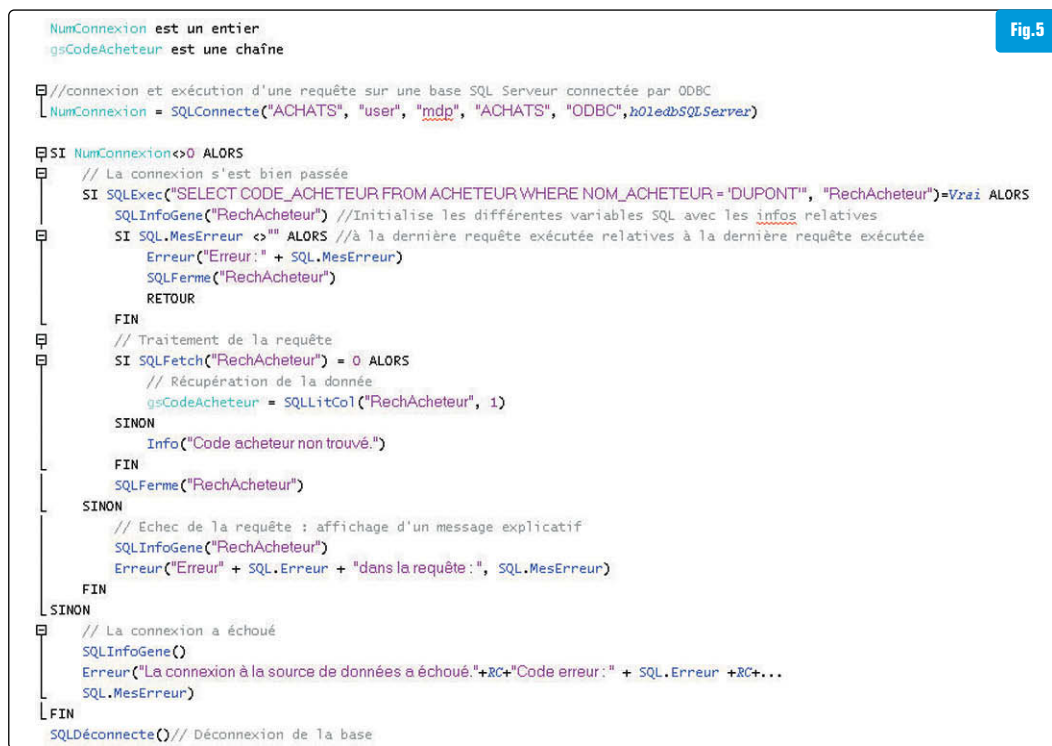 Fig.5
NumConnexion est un entier
gsCodeAcheteur est une chaîne
//connexion et exécution d'une requête sur une base SQL Serveur connectée par ODBC
NumConnexion = SQLConnecte("ACHATS", "user", "mdp", "ACHATS", "ODBC",hOledbSQLServer)
SI NumConnexion<>0 ALORS
// La connexion s'est bien passée
SI SQLExec("SELECT CODE_ACHETEUR FROM ACHETEUR WHERE NOM_ACHETEUR = 'DUPONT'", "RechAcheteur")=Vrai ALORS
SQLInfoGene("RechAcheteur") //Initialise les différentes variables SQL avec les infos relatives
SI SQL.MesErreur <>"" ALORS //à la dernière requête exécutée relatives à la dernière requête exécutée
Erreur("Erreur : " + SQL.MesErreur)
SQLFerme("RechAcheteur")
RETOUR
FIN
// Traitement de la requête
SI SQLFetch("RechAcheteur") = 0 ALORS
// Récupération de la donnée
gsCodeAcheteur = SQLLitCol("RechAcheteur", 1)
SINON
Info("Code acheteur non trouvé.")
FIN
SQLFerme("RechAcheteur")
SINON
// Echec de la requête : affichage d'un message explicatif
SQLInfoGene("RechAcheteur")
Erreur("Erreur" + SQL.Erreur + "dans la requête : ", SQL.MesErreur)
FIN
SINON
// La connexion a échoué
SQLInfoGene()
Erreur("La connexion à la source de données a échoué."+RC+"Code erreur : " + SQL.Erreur +RC+...
SQL.MesErreur)
FIN
SQLDéconnecte()// Déconnexion de la base